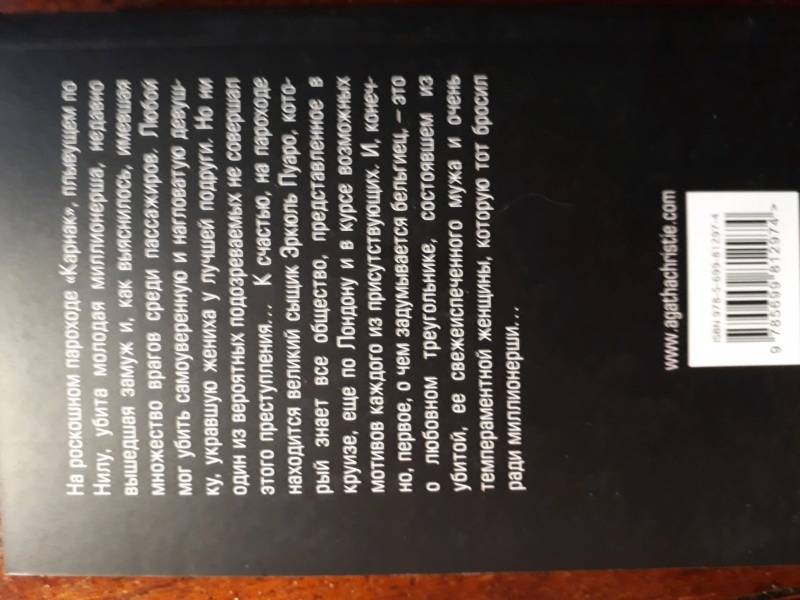 На роскошном пароходе «Карнак», плывущем по
Нилу, убита молодая миллионерша, недавно
вышедшая замуж и, как выяснилось, имевшая
множество врагов среди пассажиров. Любой
мог убить самоуверенную и нагловатую девуш-
ку, укравшую жениха у лучшей подруги. Но ни
один из вероятных подозреваемых не совершал
этого преступления... К счастью, на пароходе
находится великий сыщик Эркюль Пуаро, кото-
рый знает все общество, представленное в
круизе, еще по Лондону и в курсе возможных
мотивов каждого из присутствующих. И, конеч-
но, первое, о чем задумывается бельгиец, – это
о любовном треугольнике, состоявшем из
убитой, ее свежеиспеченного мужа и очень
темпераментной женщины, которую тот бросил
ради миллионерши...
www.agathachristie.com
ISBN 978-5-699-81297-4
9 785699 812974 >